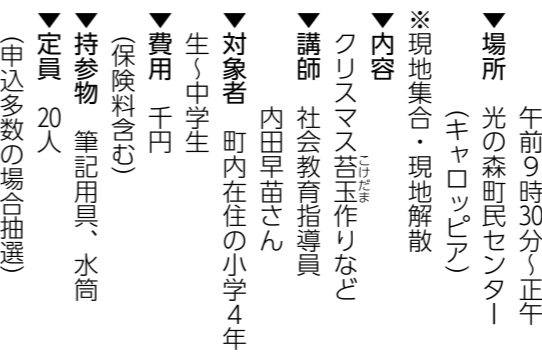 午前9時30分～正午
▼場所　光の森町民センター
（キャロッピア）
※現地集合・現地解散
▼内容
クリスマス苔玉作りなど
こけだま
▼講師　社会教育指導員
内田早苗さん
▼対象者　町内在住の小学4年
生～中学生
▼費用　千円
（保険料含む）
▼持参物　筆記用具、水筒
▼定員　20人
（申込多数の場合抽選）